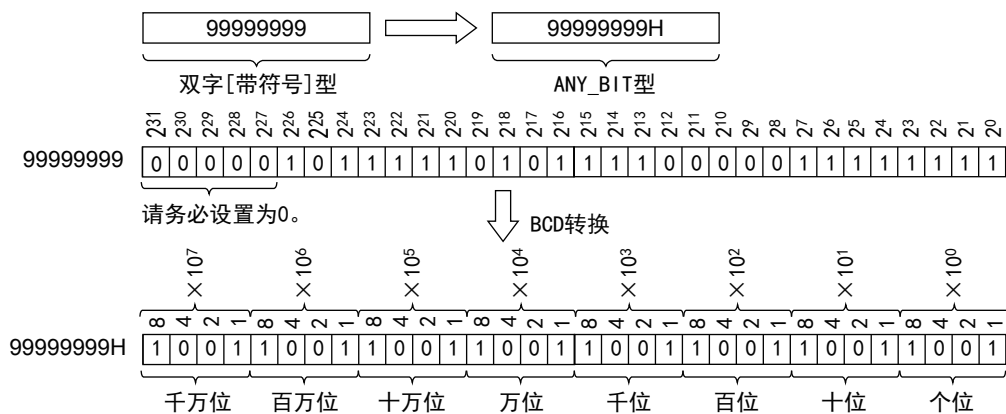 99999999 99999999H
双字[带符号]型 ANY_BIT型
2³¹ 2³⁰ 2²⁹ 2²⁸ 2²⁷ 2²⁶ 2²⁵ 2²⁴ 2²³ 2²² 2²¹ 2²⁰ 2¹⁹ 2¹⁸ 2¹⁷ 2¹⁶ 2¹⁵ 2¹⁴ 2¹³ 2¹² 2¹¹ 2¹⁰ 2⁹ 2⁸ 2⁷ 2⁶ 2⁵ 2⁴ 2³ 2² 2¹ 2⁰
99999999 0 0 0 0 0 1 0 1 1 1 1 1 0 1 0 1 1 1 1 0 0 0 0 0 1 1 1 1 1 1 1 1
请务必设置为0。
BCD转换
×10⁷ ×10⁶ ×10⁵ ×10⁴ ×10³ ×10² ×10¹ ×10⁰
8 4 2 1 8 4 2 1 8 4 2 1 8 4 2 1 8 4 2 1 8 4 2 1 8 4 2 1 8 4 2 1
99999999H 1 0 0 1 1 0 0 1 1 0 0 1 1 0 0 1 1 0 0 1 1 0 0 1 1 0 0 1 1 0 0 1
千万位 百万位 十万位 万位 千位 百位 十位 个位